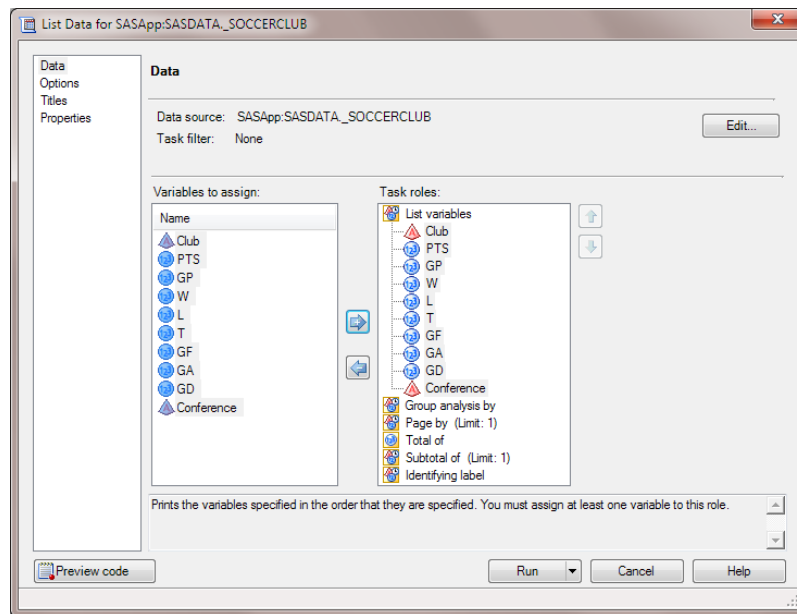 List Data for SASApp:SASDATA._SOCCERCLUB
x
Data
Options
Titles
Properties
Data
Data source: SASApp:SASDATA._SOCCERCLUB
Task filter: None
Edit...
Variables to assign:
Name
Club
PTS
GP
W
L
T
GF
GA
GD
Conference
Task roles:
List variables
Club
PTS
GP
W
L
T
GF
GA
GD
Conference
Group analysis by
Page by (Limit: 1)
Total of
Subtotal of (Limit: 1)
Identifying label
Prints the variables specified in the order that they are specified. You must assign at least one variable to this role.
Preview code
Run
Cancel
Help